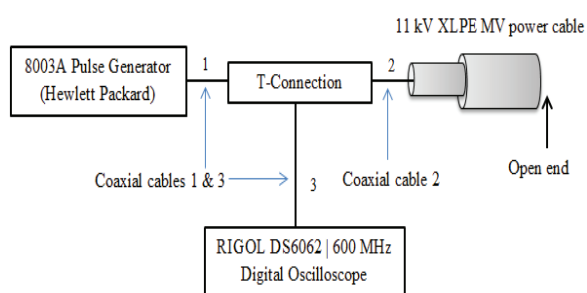 11 kV XLPE MV power cable
8003A Pulse Generator
(Hewlett Packard)
1
T-Connection
2
Coaxial cables 1 & 3
3
Coaxial cable 2
Open end
RIGOL DS6062 | 600 MHz
Digital Oscilloscope